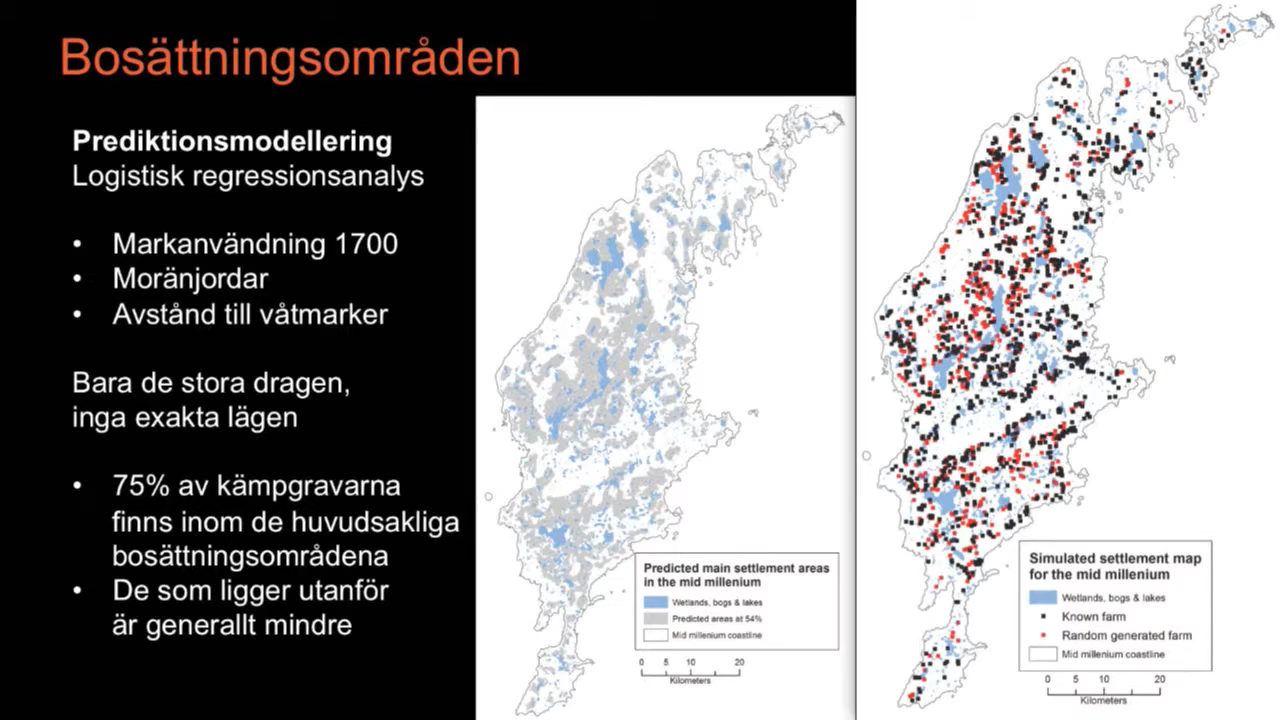 Bosättningsområden
Prediktionsmodellering
Logistisk regressionsanalys
• Markanvändning 1700
• Moränjordar
• Avstånd till våtmarker
Bara de stora dragen,
inga exakta lägen
• 75% av kämpgravarna
finns inom de huvudsakliga
bosättningsområdena
• De som ligger utanför
är generallt mindre
Predicted main settlement areas
in the mid millenium
Wetlands, bogs & lakes
Predicted areas at 54%
Mid millenium coastline
0 5 10 20
Kilometers
Simulated settlement map
for the mid millenium
Wetlands, bogs & lakes
Known farm
Random generated farm
Mid millenium coastline
0 5 10 20
Kilometers